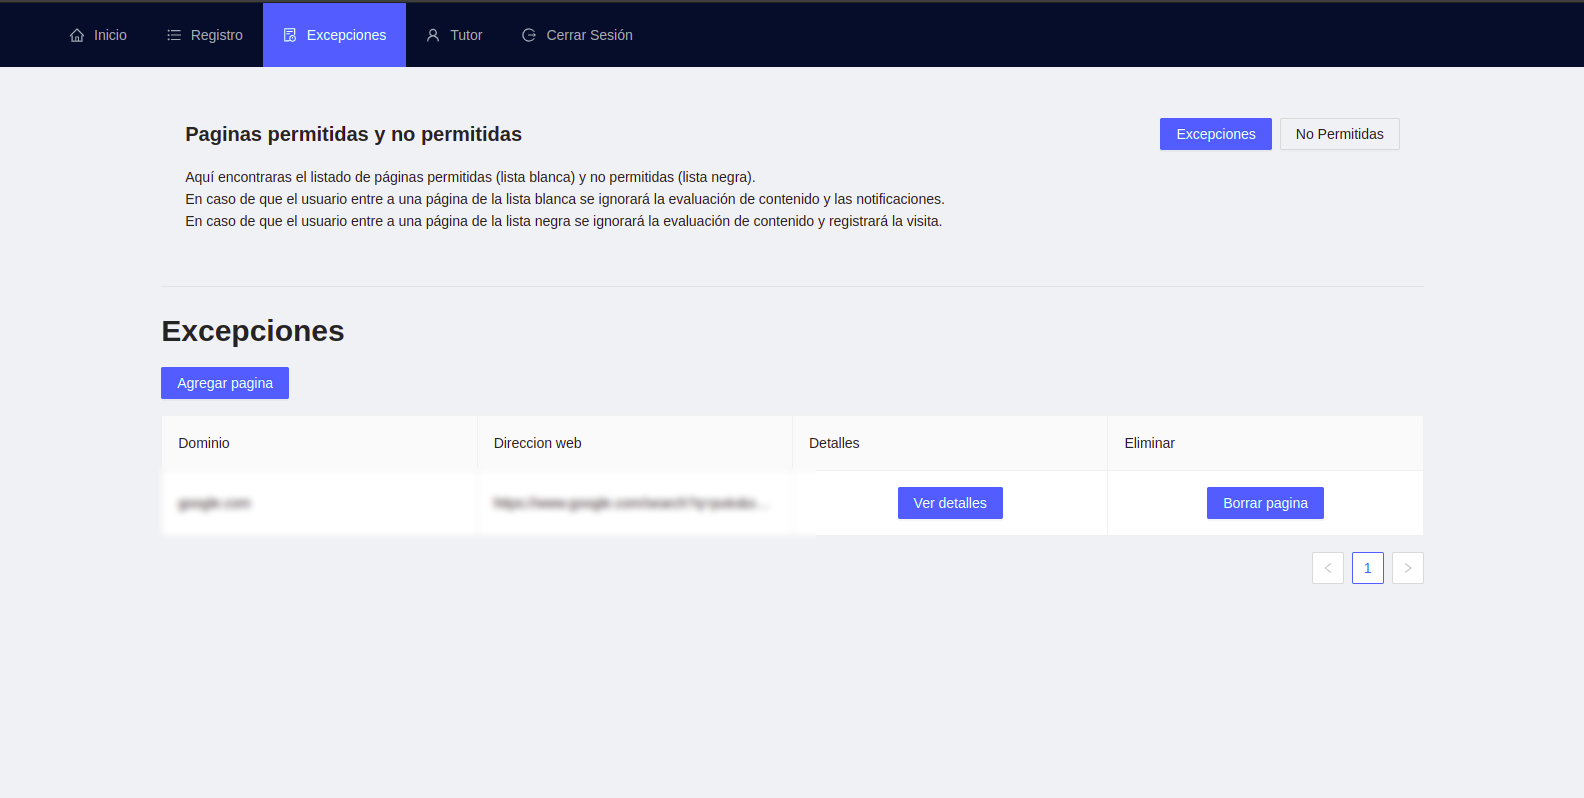 Inicio Registro Excepciones Tutor Cerrar Sesión
Paginas permitidas y no permitidas
Excepciones No Permitidas
Aquí encontraras el listado de páginas permitidas (lista blanca) y no permitidas (lista negra).
En caso de que el usuario entre a una página de la lista blanca se ignorará la evaluación de contenido y las notificaciones.
En caso de que el usuario entre a una página de la lista negra se ignorará la evaluación de contenido y registrará la visita.
Excepciones
Agregar pagina
Dominio Direccion web Detalles Eliminar
Ver detalles Borrar pagina
< 1 >